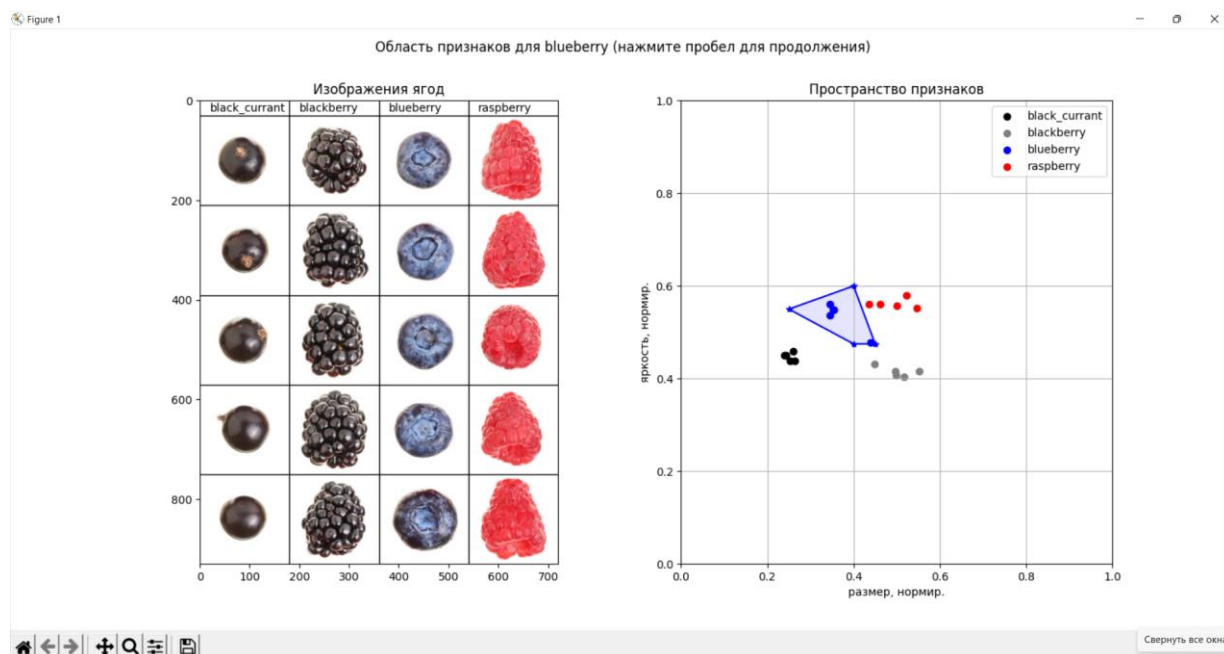 Figure 1
Область признаков для blueberry (нажмите пробел для продолжения)
Изображения ягод
black_currant blackberry blueberry raspberry
0
200
400
600
800
0 100 200 300 400 500 600 700
Пространство признаков
black_currant
blackberry
blueberry
raspberry
1.0
0.8
0.6
0.4
0.2
0.0
яркость, нормир.
0.0 0.2 0.4 0.6 0.8 1.0
размер, нормир.
Свернуть все